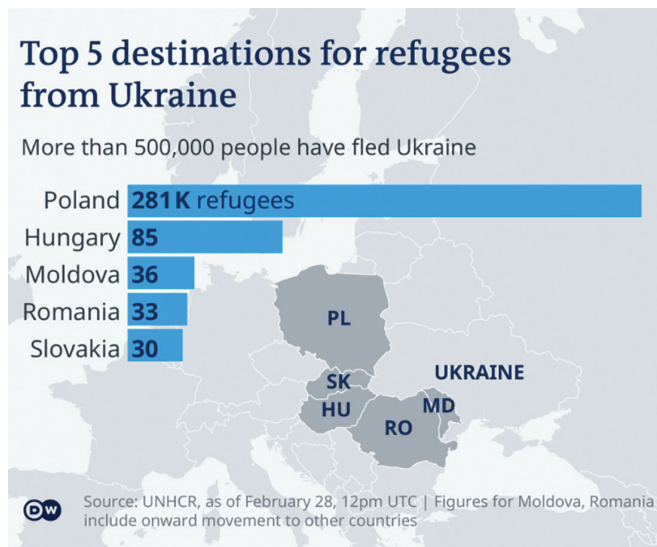 Top 5 destinations for refugees
from Ukraine
More than 500,000 people have fled Ukraine
Poland 281K refugees
Hungary 85
Moldova 36
Romania 33
Slovakia 30
PL
SK
UKRAINE
HU
MD
RO
DW
Source: UNHCR, as of February 28, 12pm UTC | Figures for Moldova, Romania
include onward movement to other countries